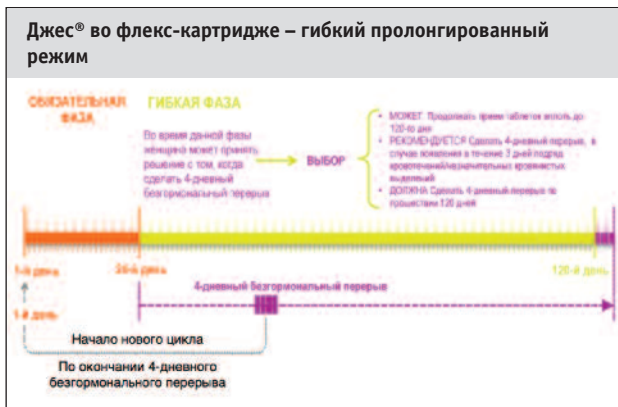 Джес® во флекс-картридже – гибкий пролонгированный
режим
ОБЯЗАТЕЛЬНАЯ
ФАЗА
ГИБКАЯ ФАЗА
Во время данной фазы
женщина может принять
решение о том, когда
сделать 4-дневный
безгормональный перерыв
ВЫБОР
• МОЖЕТ Продолжать прием таблеток вплоть до
120-го дня
• РЕКОМЕНДУЕТСЯ Сделать 4-дневный перерыв, в
случае появления в течение 3 дней подряд
выделений
• ДОЛЖНА Сделать 4-дневный перерыв по
прошествии 120 дней
1-й день
24-й день
120-й день
4-дневный безгормональный перерыв
1-й день
Начало нового цикла
По окончании 4-дневного
безгормонального перерыва